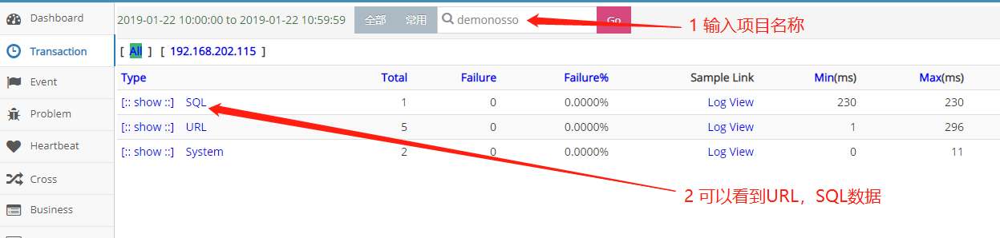 Dashboard
Transaction
Event
Problem
Heartbeat
Cross
Business
2019-01-22 10:00:00 to 2019-01-22 10:59:59 全部 常用 demonosso Go
1 输入项目名称
[ All ] [ 192.168.202.115 ]
Type Total Failure Failure% Sample Link Min(ms) Max(ms)
[:: show ::] SQL 1 0 0.0000% Log View 230 230
[:: show ::] URL 5 0 0.0000% Log View 1 296
[:: show ::] System 2 0 0.0000% Log View 0 11
2 可以看到URL，SQL数据